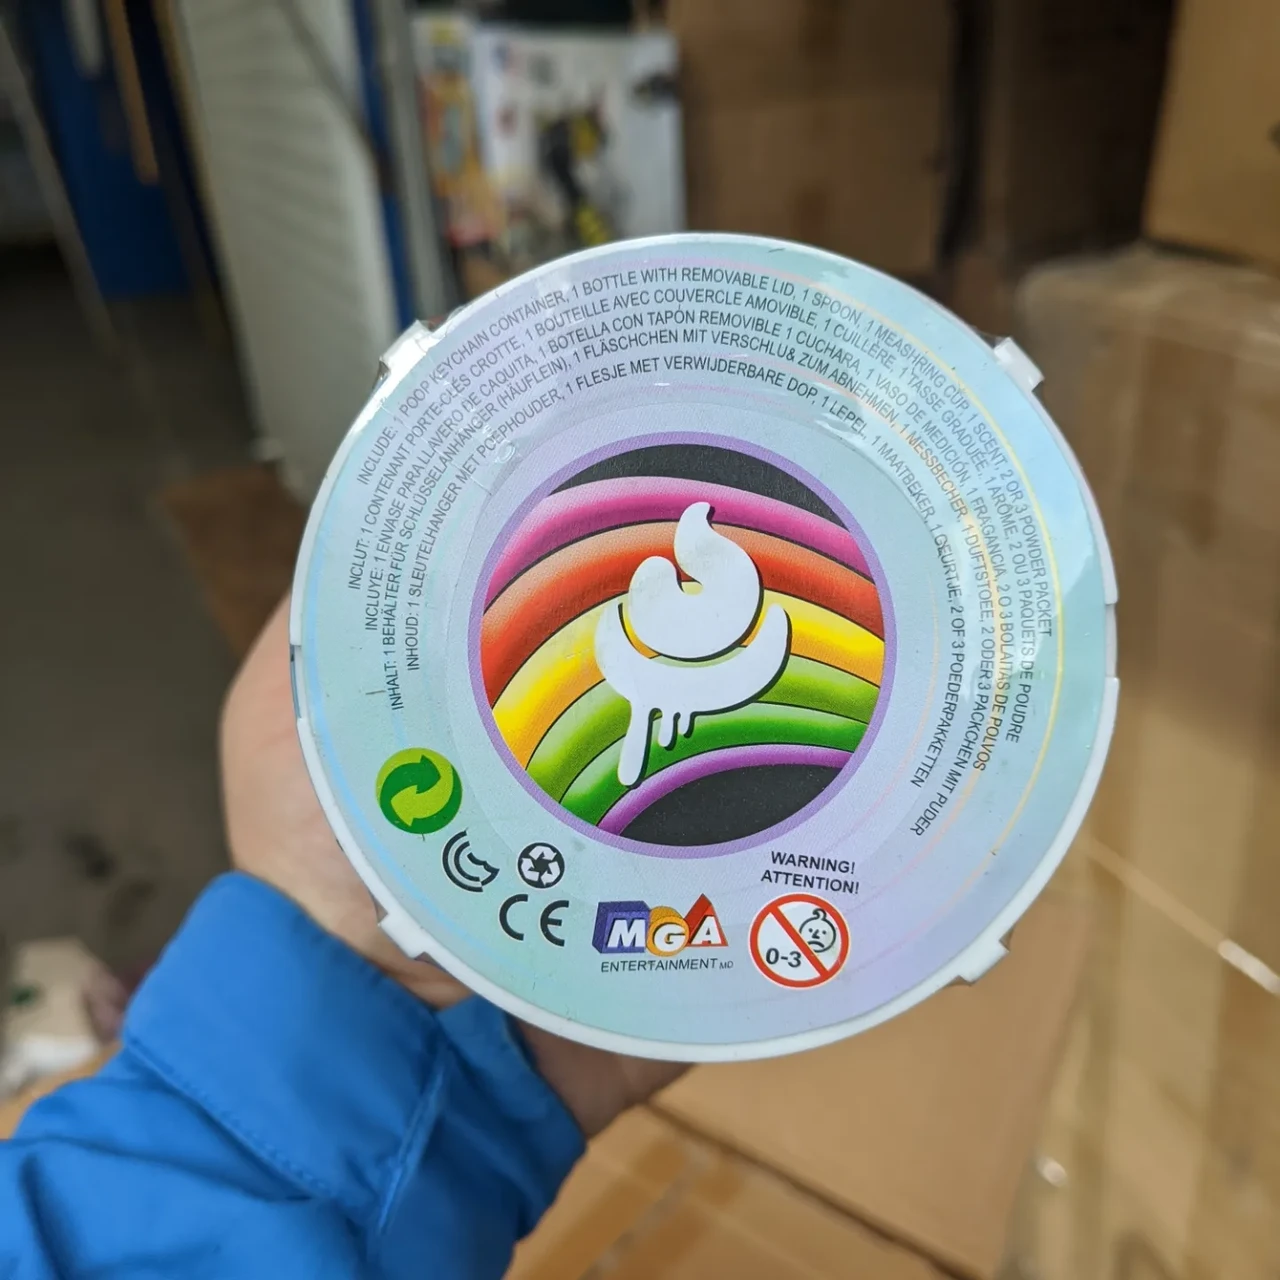 INCLUDE: 1 POOP KEYCHAIN CONTAINER, 1 BOTTLE WITH REMOVABLE LID, 1 SPOON, 1 MEASHRING CUP, 1 SCENT, 2 OR 3 POWDER PACKET
INCLUT: 1 CONTENANT PORTE-CLÉS CROTTE, 1 BOUTEILLE AVEC COUVERCLE AMOVIBLE, 1 CUILLÈRE, 1 TASSE GRADUÉE, 1 ARÔME, 2 OU 3 PAQUETS DE POUDRE
INCLUYE: 1 ENVASE PARA LLAVERO DE CAQUITA, 1 BOTELLA CON TAPÓN REMOVIBLE 1 CUCHARA, 1 VASO DE MEDICIÓN, 1 FRAGANCIA, 2 O 3 BOLAITAS DE POLVOS
INHALT: 1 BEHÄLTER FÜR SCHLÜSSELANHÄNGER (HÄUFLEIN), 1 FLÄSCHCHEN MIT VERSCHLU& ZUM ABNEHMEN, 1 MESSBECHER, 1 DUFTSTOEE, 2 ODER 3 PÄCKCHEN MIT PUDER
INHOUD: 1 SLEUTELHANGER MET POEPHOUDER, 1 FLESJE MET VERWIJDERBARE DOP, 1 LEPEL, 1 MAATBEKER, 1 GEURTJE, 2 OF 3 POEDERPAKKETTEN
WARNING!
ATTENTION!
0-3
CE
MGA
ENTERTAINMENT MD